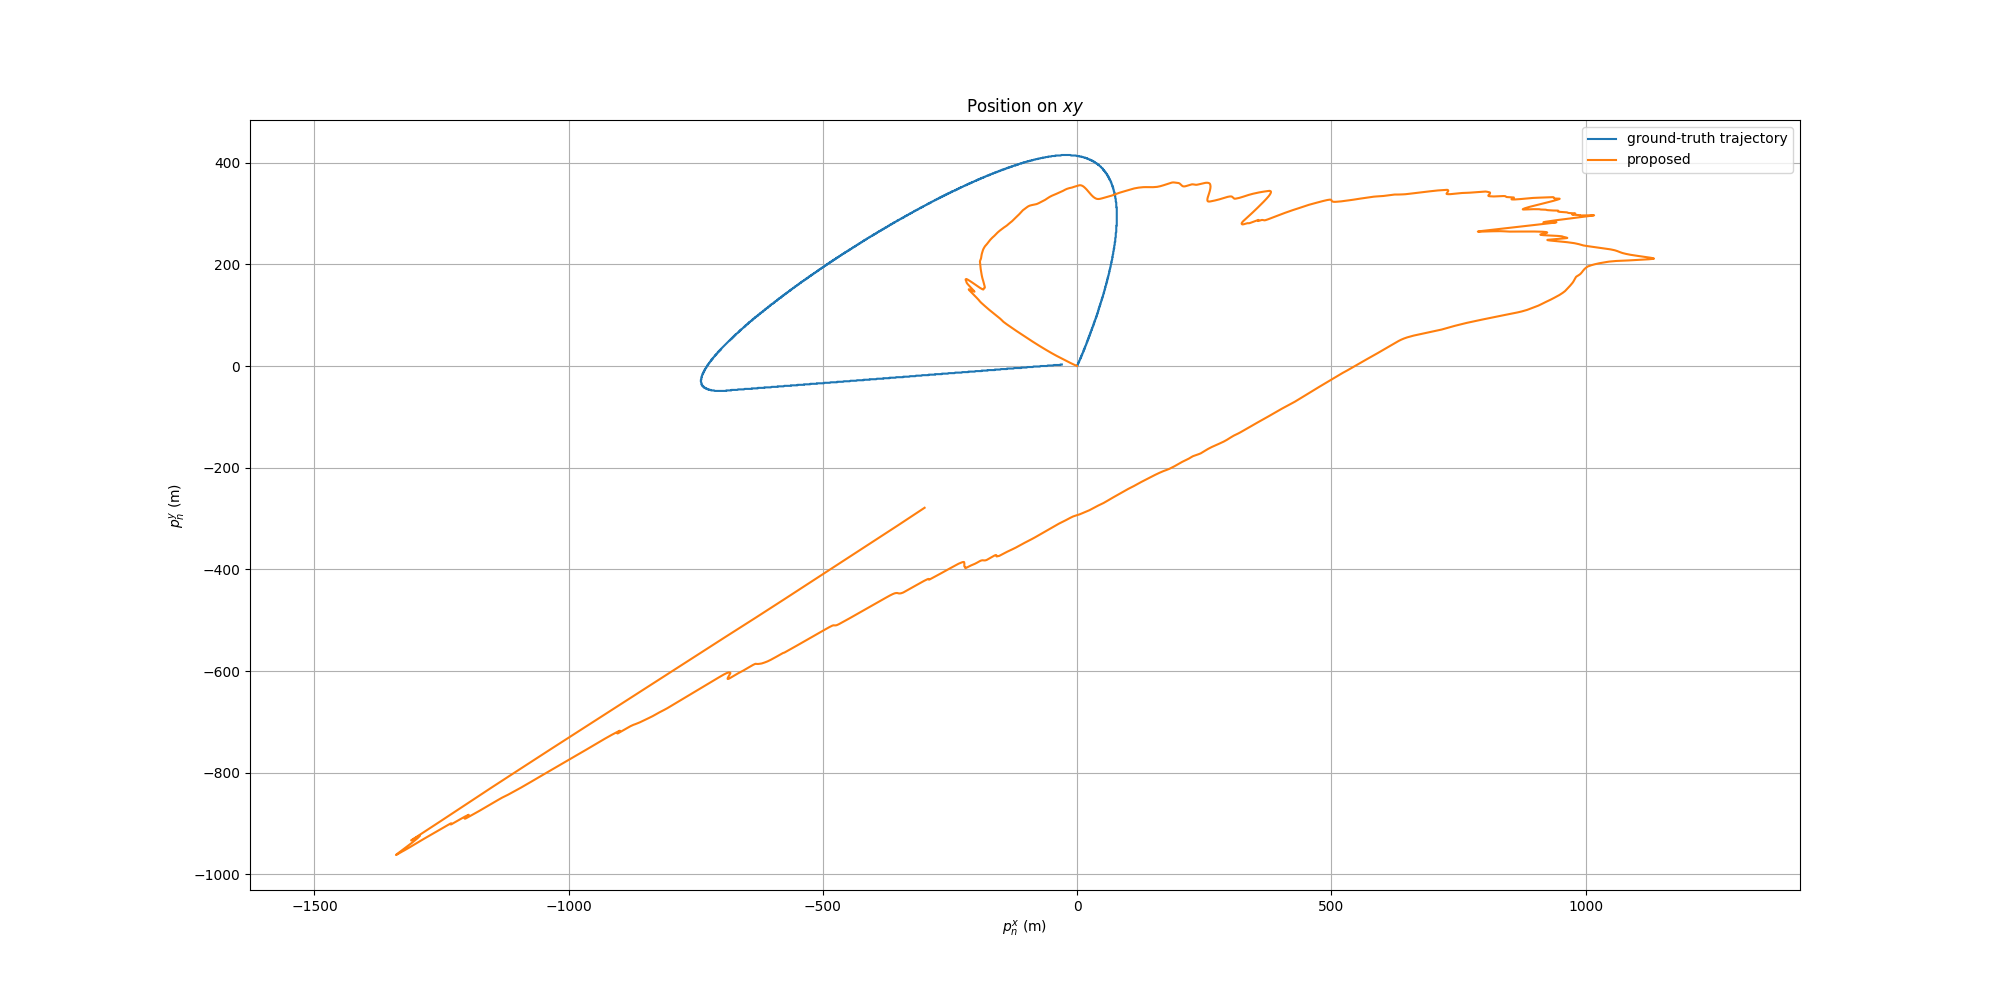 Position on xy
ground-truth trajectory
proposed
400
200
0
−200
−400
−600
−800
−1000
p_n^y (m)
−1500 −1000 −500 0 500 1000
p_n^x (m)